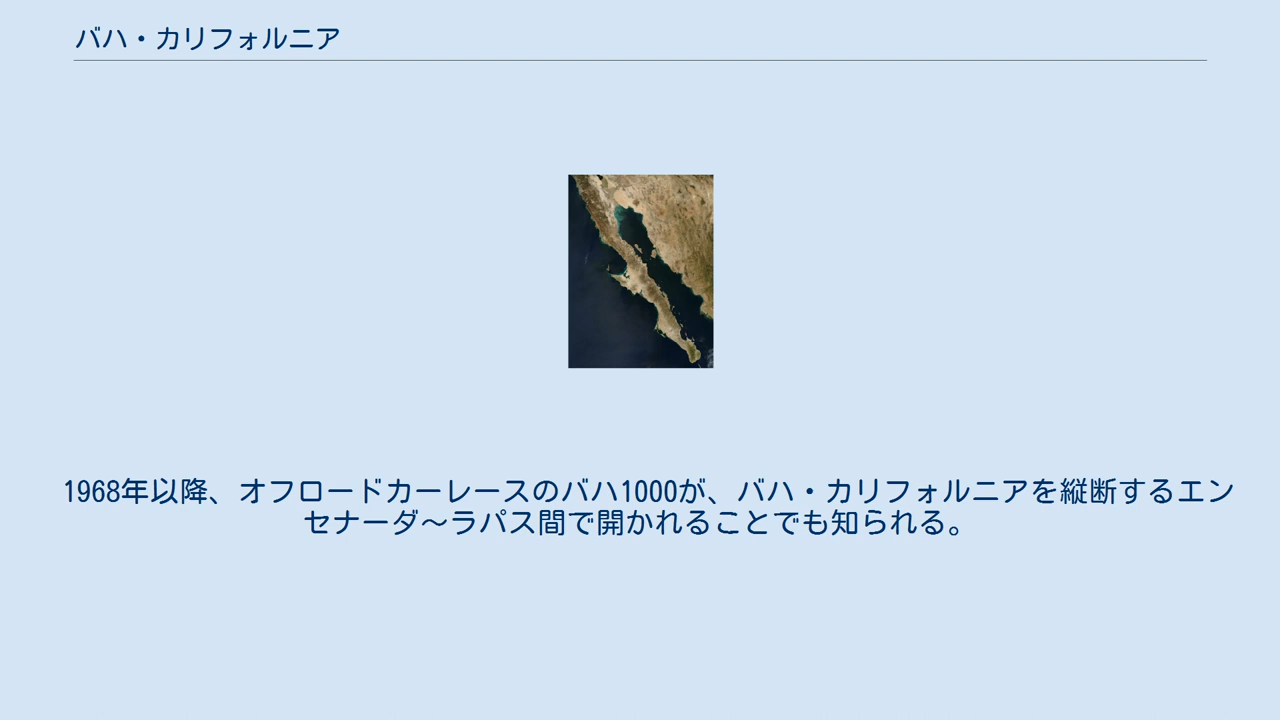 バハ・カリフォルニア
1968年以降、オフロードカーレースのバハ1000が、バハ・カリフォルニアを縦断するエン
セナーダ〜ラパス間で開かれることでも知られる。